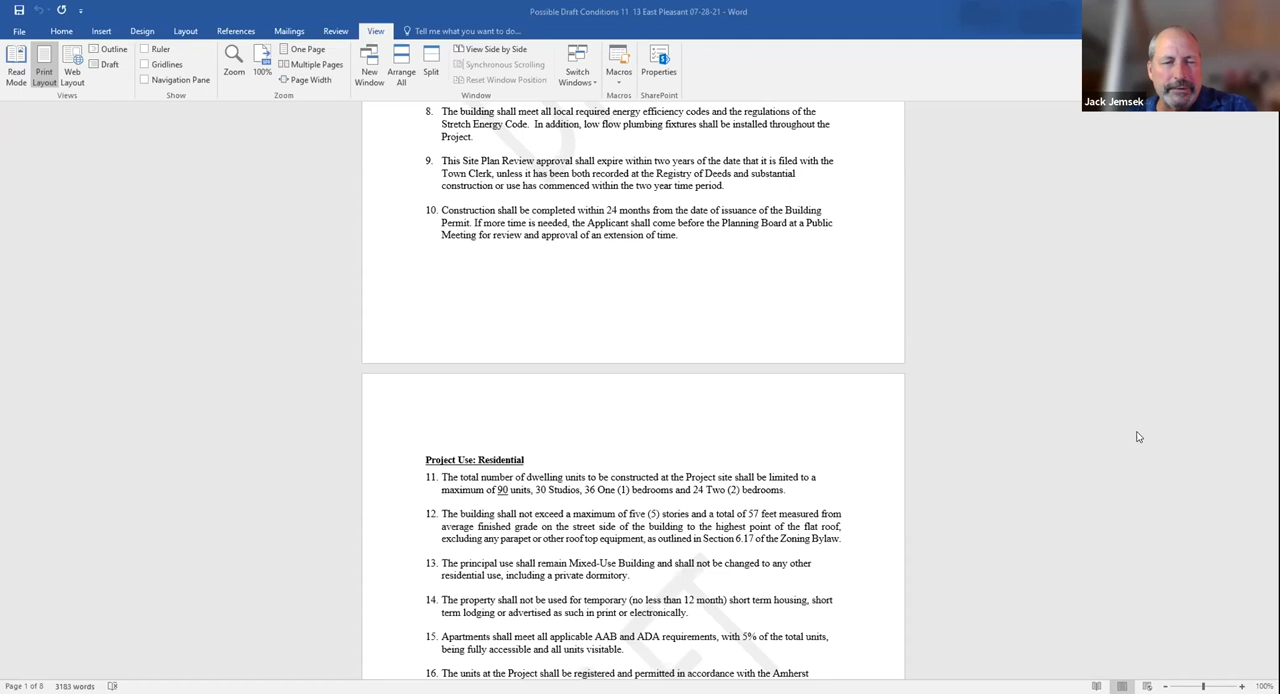 Possible Draft Conditions 11 13 East Pleasant 07-28-21 - Word
File Home Insert Design Layout References Mailings Review View Tell me what you want to do...
Read Mode
Print Layout
Web Layout
Outline
Draft
Views
Ruler
Gridlines
Navigation Pane
Show
Zoom
100%
One Page
Multiple Pages
Page Width
Zoom
New Window
Arrange All
Split
View Side by Side
Synchronous Scrolling
Reset Window Position
Window
Switch Windows
Macros
Macros
Properties
SharePoint
Jack Jemsek
8. The building shall meet all local required energy efficiency codes and the regulations of the
Stretch Energy Code. In addition, low flow plumbing fixtures shall be installed throughout the
Project.
9. This Site Plan Review approval shall expire within two years of the date that it is filed with the
Town Clerk, unless it has been both recorded at the Registry of Deeds and substantial
construction or use has commenced within the two year time period.
10. Construction shall be completed within 24 months from the date of issuance of the Building
Permit. If more time is needed, the Applicant shall come before the Planning Board at a Public
Meeting for review and approval of an extension of time.
Project Use: Residential
11. The total number of dwelling units to be constructed at the Project site shall be limited to a
maximum of 90 units, 30 Studios, 36 One (1) bedrooms and 24 Two (2) bedrooms.
12. The building shall not exceed a maximum of five (5) stories and a total of 57 feet measured from
average finished grade on the street side of the building to the highest point of the flat roof,
excluding any parapet or other roof top equipment, as outlined in Section 6.17 of the Zoning Bylaw.
13. The principal use shall remain Mixed-Use Building and shall not be changed to any other
residential use, including a private dormitory.
14. The property shall not be used for temporary (no less than 12 month) short term housing, short
term lodging or advertised as such in print or electronically.
15. Apartments shall meet all applicable AAB and ADA requirements, with 5% of the total units,
being fully accessible and all units visitable.
16. The units at the Project shall be registered and permitted in accordance with the Amherst
Page 1 of 8 3183 words
100%